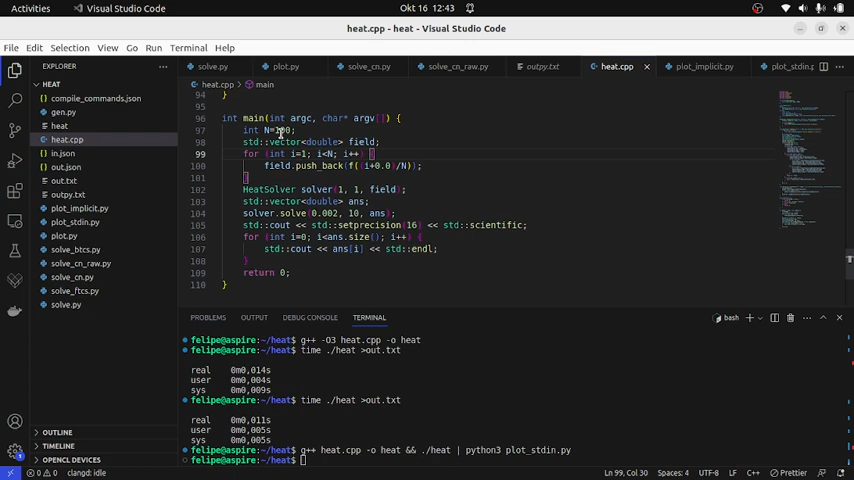 Activities
Visual Studio Code
Okt 16 12:43
heat.cpp - heat - Visual Studio Code
File Edit Selection View Go Run Terminal Help
EXPLORER
solve.py
plot.py
solve_cn.py
solve_cn_raw.py
outpy.txt
heat.cpp
plot_implicit.py
plot_stdin.p
heat.cpp > main
HEAT
compile_commands.json
gen.py
heat
heat.cpp
in.json
out.json
out.txt
outpy.txt
plot_implicit.py
plot_stdin.py
plot.py
solve_btcs.py
solve_cn_raw.py
solve_cn.py
solve_ftcs.py
solve.py
OUTLINE
TIMELINE
OPENCL DEVICES
94 }
95
96 int main(int argc, char* argv[]) {
97 int N=100;
98 std::vector<double> field;
99 for (int i=1; i<N; i++) {
100 field.push_back(f((i+0.0)/N));
101 }
102 HeatSolver solver(1, 1, field);
103 std::vector<double> ans;
104 solver.solve(0.002, 10, ans);
105 std::cout << std::setprecision(16) << std::scientific;
106 for (int i=0; i<ans.size(); i++) {
107 std::cout << ans[i] << std::endl;
108 }
109 return 0;
110 }
PROBLEMS OUTPUT DEBUG CONSOLE TERMINAL
bash
felipe@aspire:~/heat$ g++ -O3 heat.cpp -o heat
felipe@aspire:~/heat$ time ./heat >out.txt
real 0m0,014s
user 0m0,004s
sys 0m0,009s
felipe@aspire:~/heat$ time ./heat >out.txt
real 0m0,011s
user 0m0,005s
sys 0m0,005s
felipe@aspire:~/heat$ g++ heat.cpp -o heat && ./heat | python3 plot_stdin.py
felipe@aspire:~/heat$
0 0 clangd: idle
Ln 99, Col 30 Spaces: 4 UTF-8 LF C++ Prettier